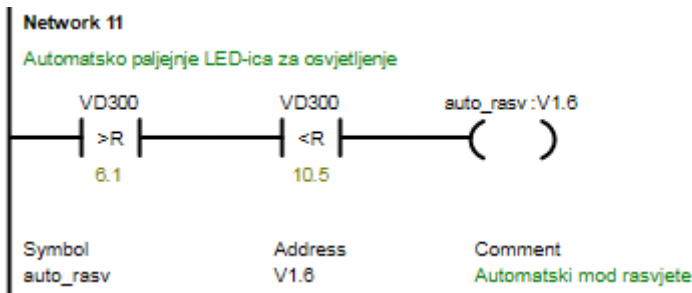 Network 11
Automatsko paljejnje LED-ica za osvjetljenje
VD300 VD300 auto_rasv:V1.6
>R <R
6.1 10.5
Symbol Address Comment
auto_rasv V1.6 Automatski mod rasvjete